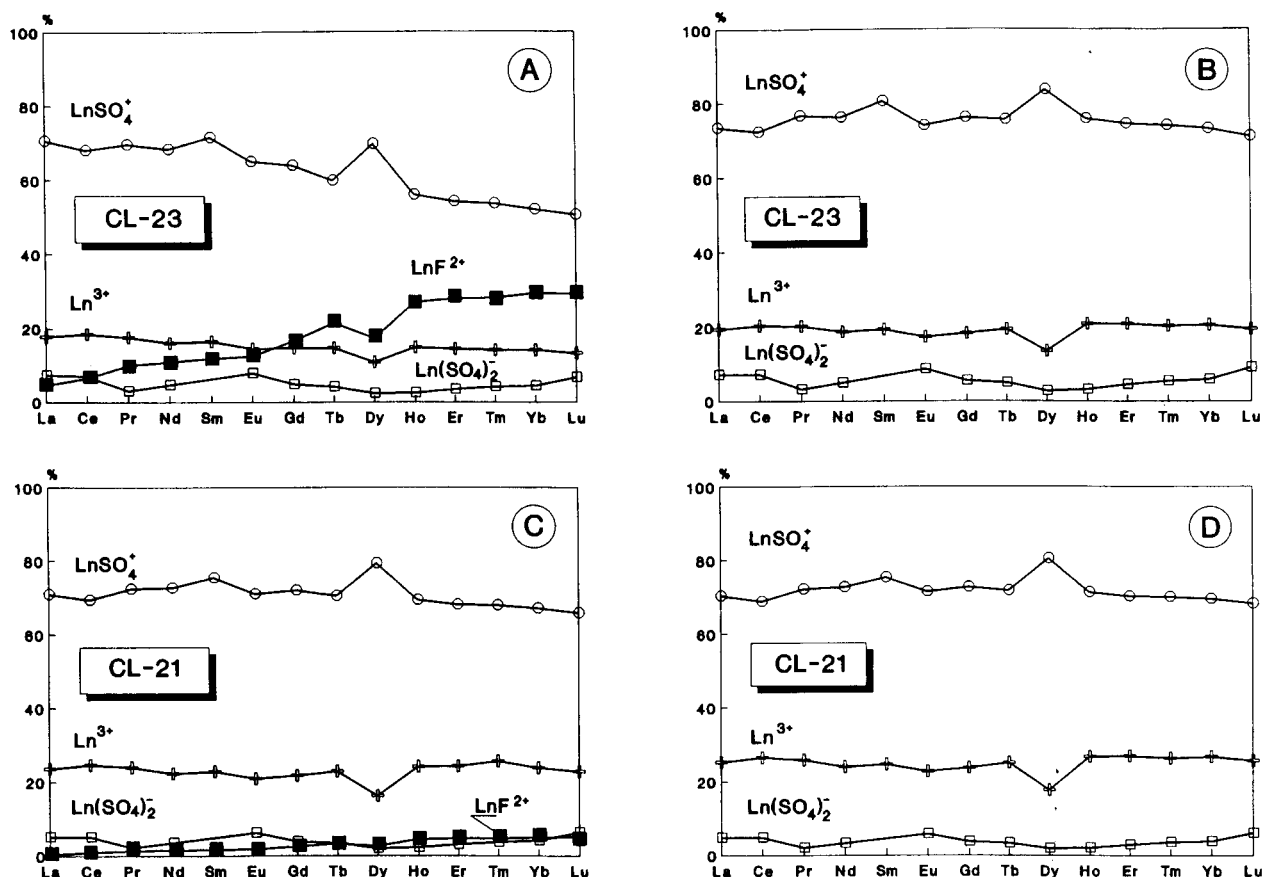 %
100
80
60
40
20
0
A
LnSO₄⁺
CL-23
LnF²⁺
Ln³⁺
Ln(SO₄)₂⁻
La Ce Pr Nd Sm Eu Gd Tb Dy Ho Er Tm Yb Lu
%
100
80
60
40
20
0
B
LnSO₄⁺
CL-23
Ln³⁺
Ln(SO₄)₂⁻
La Ce Pr Nd Sm Eu Gd Tb Dy Ho Er Tm Yb Lu
%
100
80
60
40
20
0
C
LnSO₄⁺
CL-21
Ln³⁺
Ln(SO₄)₂⁻
LnF²⁺
La Ce Pr Nd Sm Eu Gd Tb Dy Ho Er Tm Yb Lu
%
100
80
60
40
20
0
D
LnSO₄⁺
CL-21
Ln³⁺
Ln(SO₄)₂⁻
La Ce Pr Nd Sm Eu Gd Tb Dy Ho Er Tm Yb Lu